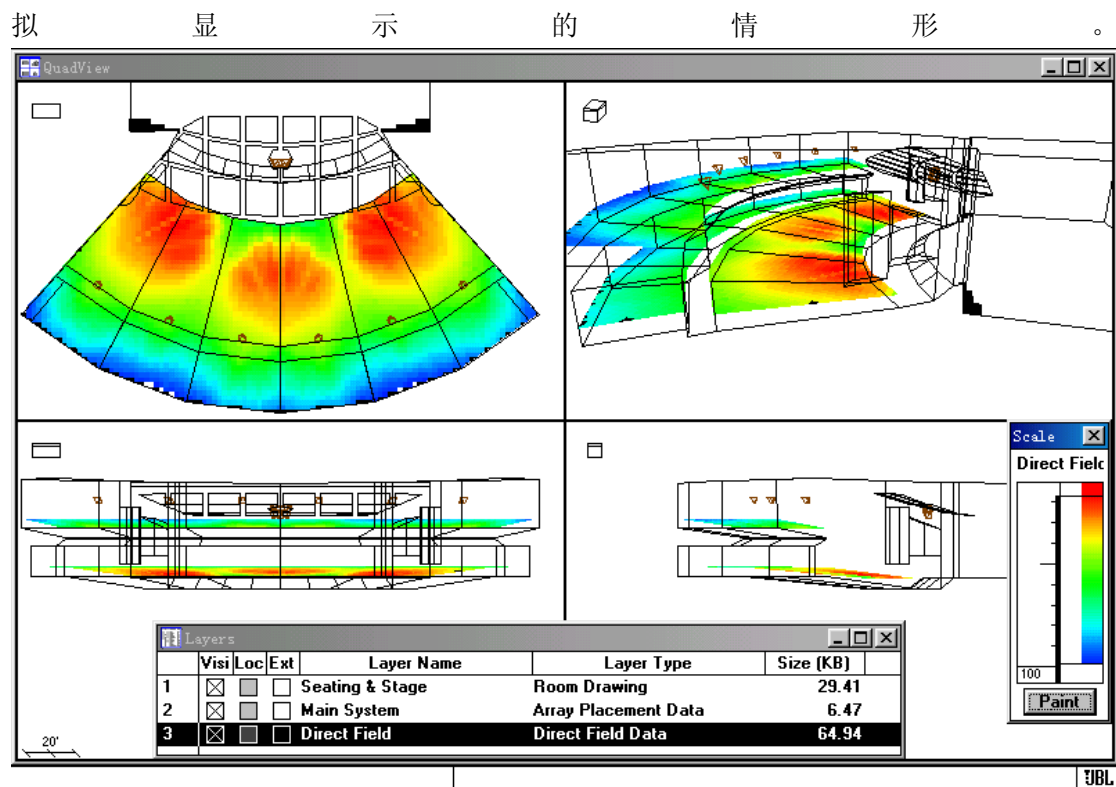 拟显示的情形。
QuadView
Scale
Direct Field
100
Paint
Layers
Visi Loc Ext Layer Name Layer Type Size (KB)
1 Seating & Stage Room Drawing 29.41
2 Main System Array Placement Data 6.47
3 Direct Field Direct Field Data 64.94
20'
JBL